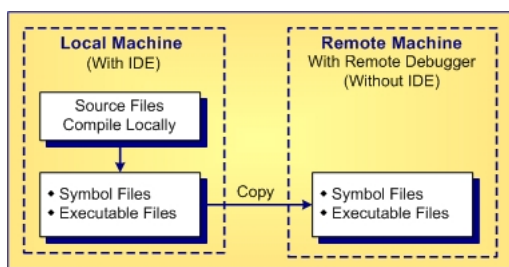 Local Machine
(With IDE)
Source Files
Compile Locally
◆ Symbol Files
◆ Executable Files
Copy
Remote Machine
With Remote Debugger
(Without IDE)
◆ Symbol Files
◆ Executable Files